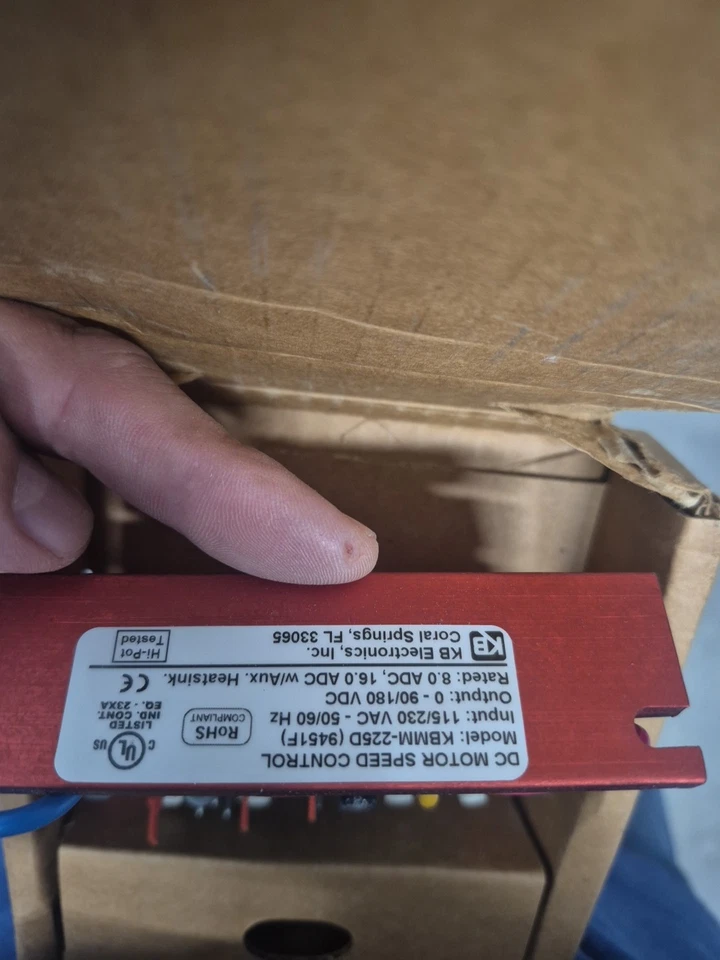 DC MOTOR SPEED CONTROL
Model: KBMM-225D (9451F)
Input: 115/230 VAC - 50/60 Hz
Output: 0 - 90/180 VDC
Rated: 8.0 ADC, 16.0 ADC w/Aux. Heatsink.
RoHS
COMPLIANT
C UL US
LISTED
IND. CONT.
EQ. - 23XA
CE
KB
KB Electronics, Inc.
Coral Springs, FL 33065
Hi-Pot
Tested